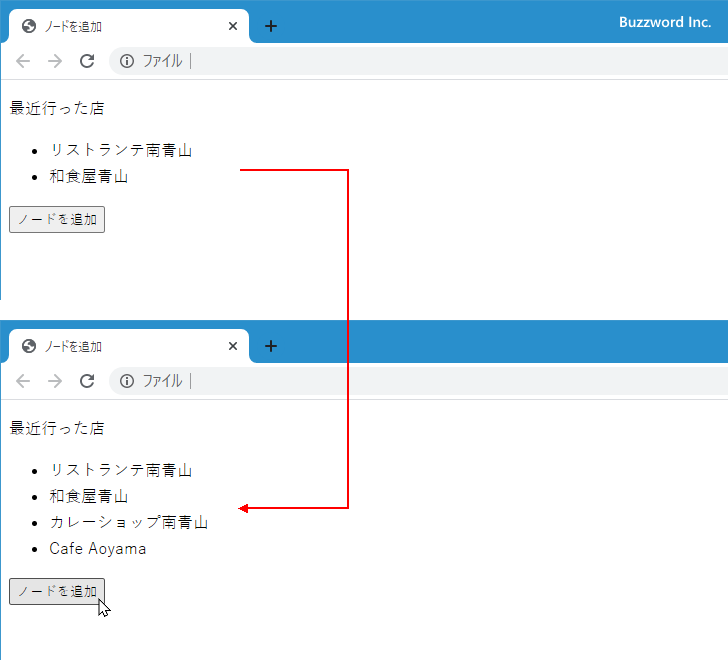 ノードを追加
Buzzword Inc.
ファイル
最近行った店
リストランテ南青山
和食屋青山
ノードを追加
ノードを追加
ファイル
最近行った店
リストランテ南青山
和食屋青山
カレーショップ南青山
Cafe Aoyama
ノードを追加